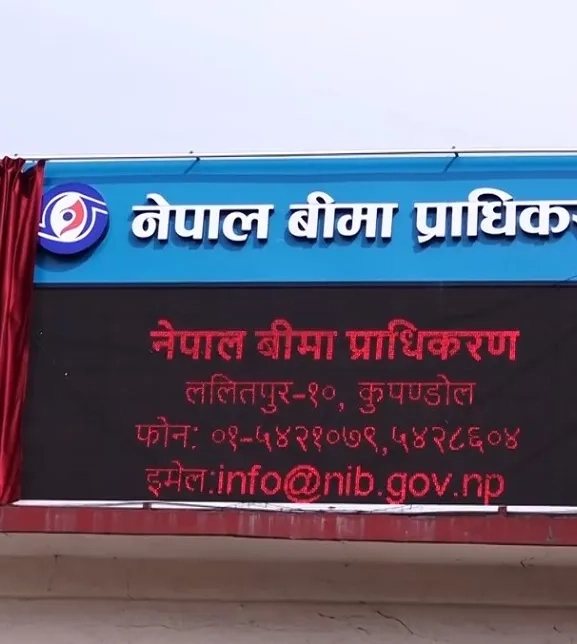 नेपाल बीमा प्राधिकर
नेपाल बीमा प्राधिकरण
ललितपुर-१०, कुपण्डोल
फोन: ०१-५४२१०७९,५४२८६०४
इमेल:info@nib.gov.np